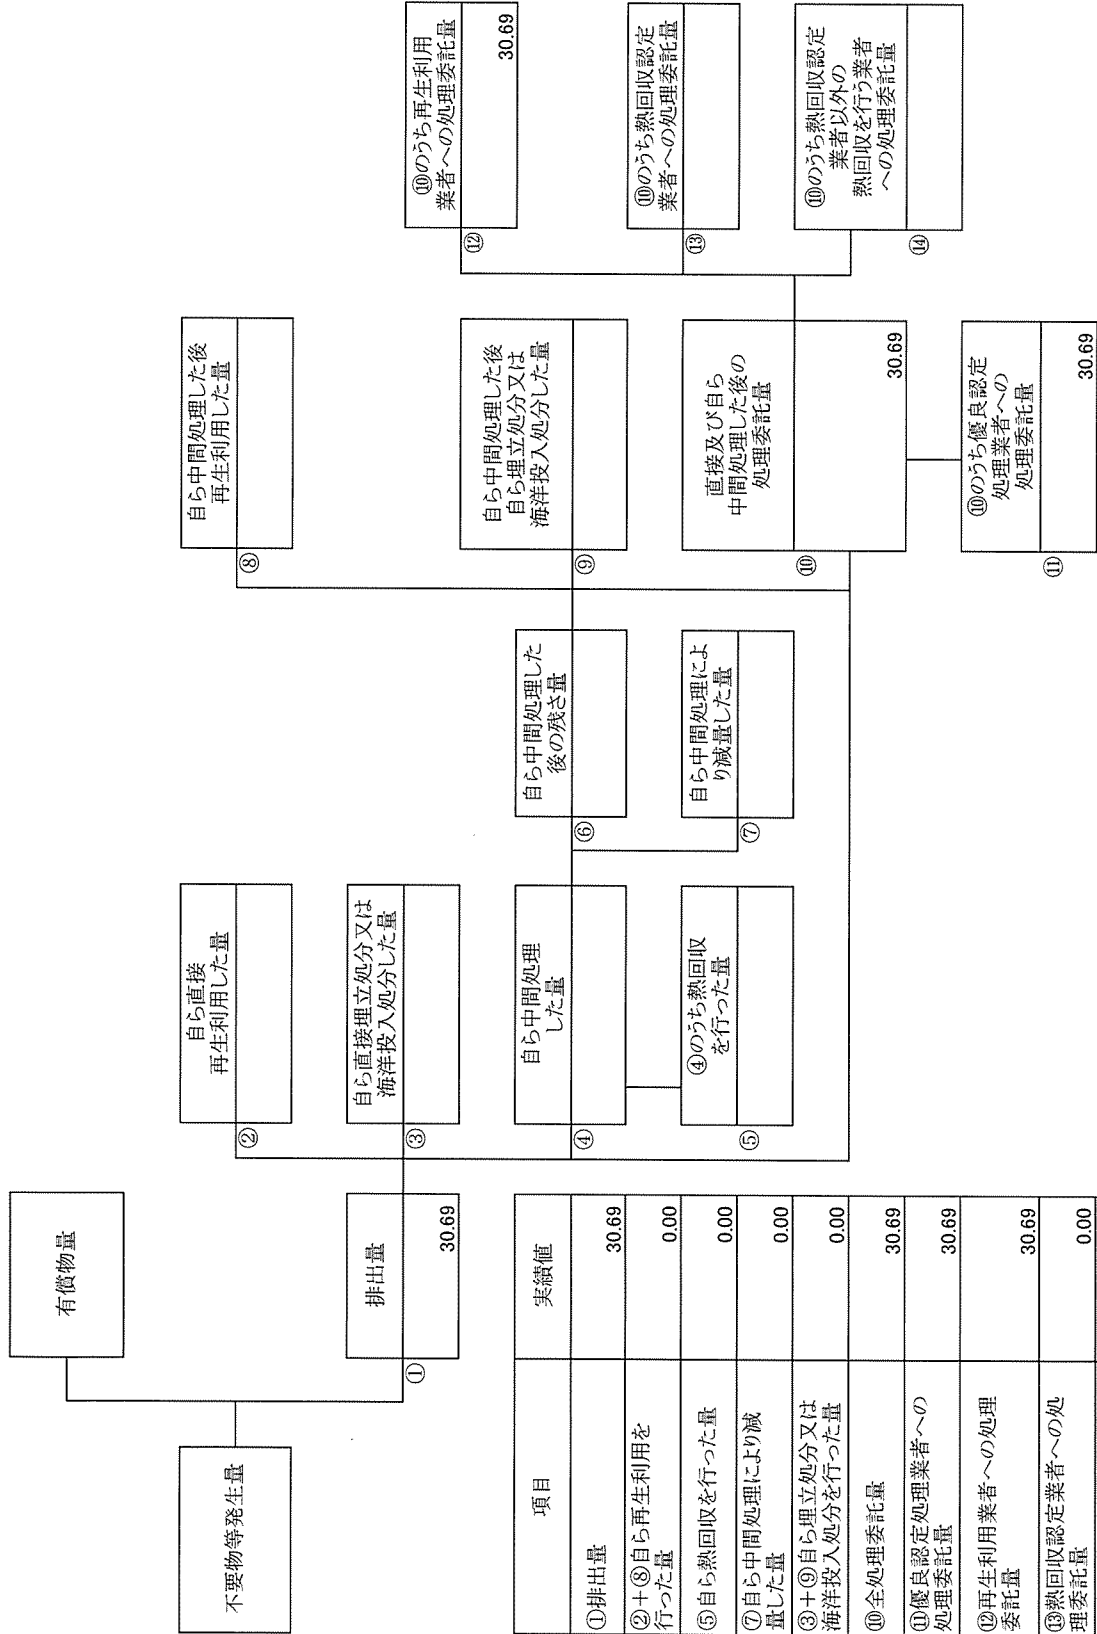 不要物等発生量
有償物量
①
排出量
30.69
②
自ら直接
再生利用した量
③
自ら直接埋立処分又は
海洋投入処分した量
④
自ら中間処理
した量
⑤
④のうち熱回収
を行った量
⑥
自ら中間処理した
後の残さ量
⑦
自ら中間処理によ
り減量した量
⑧
自ら中間処理した後
再生利用した量
⑨
自ら中間処理した後
自ら埋立処分又は
海洋投入処分した量
⑩
直接及び自ら
中間処理した後の
処理委託量
30.69
⑪
⑩のうち優良認定
処理業者への
処理委託量
30.69
⑫
⑩のうち再生利用
業者への処理委託量
30.69
⑬
⑩のうち熱回収認定
業者への処理委託量
⑭
⑩のうち熱回収認定
業者以外の
熱回収を行う業者
への処理委託量
項目
実績値
①排出量
30.69
②+⑧自ら再生利用を
行った量
0.00
⑤自ら熱回収を行った量
0.00
⑦自ら中間処理により減
量した量
0.00
③+⑨自ら埋立処分又は
海洋投入処分を行った量
0.00
⑩全処理委託量
30.69
⑪優良認定処理業者への
処理委託量
30.69
⑫再生利用業者への処理
委託量
30.69
⑬熱回収認定業者への処
理委託量
0.00